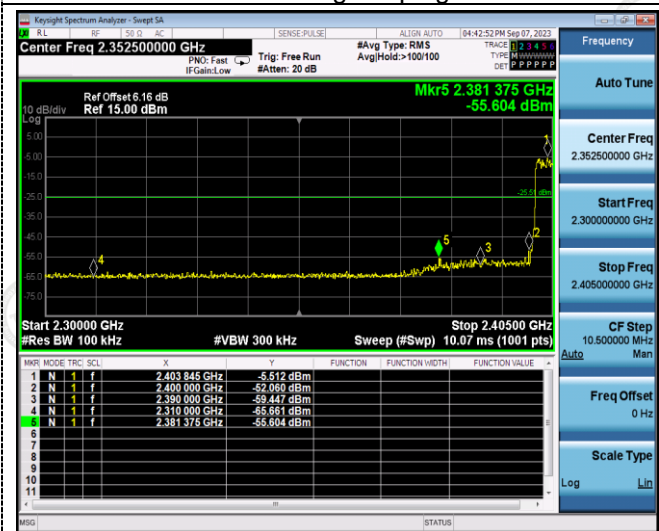 Keysight Spectrum Analyzer - Swept SA
RL RF 50 Ω AC SENSE:PULSE ALIGN AUTO 04:42:52 PM Sep 07, 2023
Center Freq 2.352500000 GHz
PNO: Fast
IFGain:Low
Trig: Free Run
#Atten: 20 dB
#Avg Type: RMS
Avg|Hold:>100/100
TRACE 1 2 3 4 5 6
TYPE M WWWWW
DET P P P P P P
Ref Offset 6.16 dB
Ref 15.00 dBm
10 dB/div
Log
Mkr5 2.381 375 GHz
-55.604 dBm
5.00
-5.00
-15.0
-25.0
-35.0
-45.0
-55.0
-65.0
-75.0
1
-25.51 dBm
2
5
3
4
Start 2.30000 GHz Stop 2.40500 GHz
#Res BW 100 kHz #VBW 300 kHz Sweep (#Swp) 10.07 ms (1001 pts)
MKR MODE TRC SCL X Y FUNCTION FUNCTION WIDTH FUNCTION VALUE
1 N 1 f 2.403 845 GHz -5.512 dBm
2 N 1 f 2.400 000 GHz -52.060 dBm
3 N 1 f 2.390 000 GHz -59.447 dBm
4 N 1 f 2.310 000 GHz -65.661 dBm
5 N 1 f 2.381 375 GHz -55.604 dBm
6
7
8
9
10
11
MSG STATUS
Frequency
Auto Tune
Center Freq
2.352500000 GHz
Start Freq
2.300000000 GHz
Stop Freq
2.405000000 GHz
CF Step
10.500000 MHz
Auto Man
Freq Offset
0 Hz
Scale Type
Log Lin